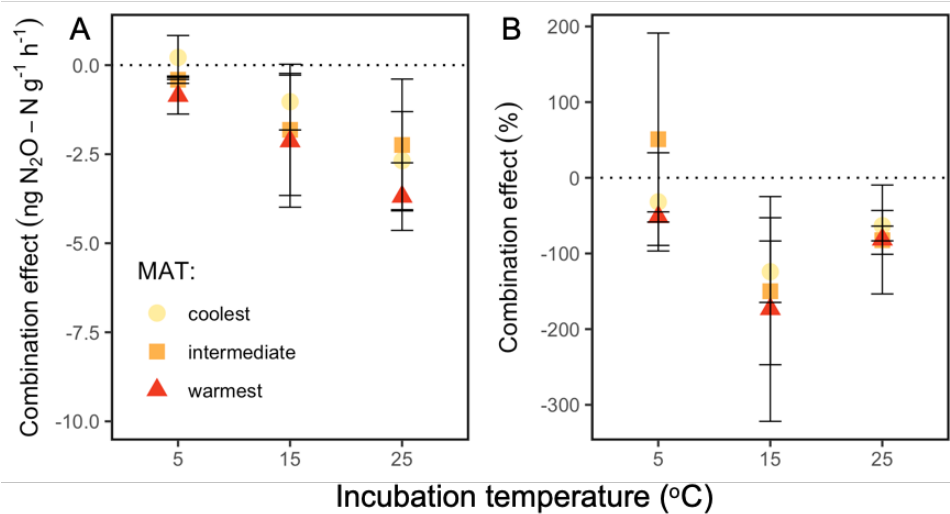 A
Combination effect (ng N₂O – N g⁻¹ h⁻¹)
0.0
-2.5
-5.0
-7.5
-10.0
MAT:
coolest
intermediate
warmest
5 15 25
B
Combination effect (%)
200
100
0
-100
-200
-300
5 15 25
Incubation temperature (ºC)